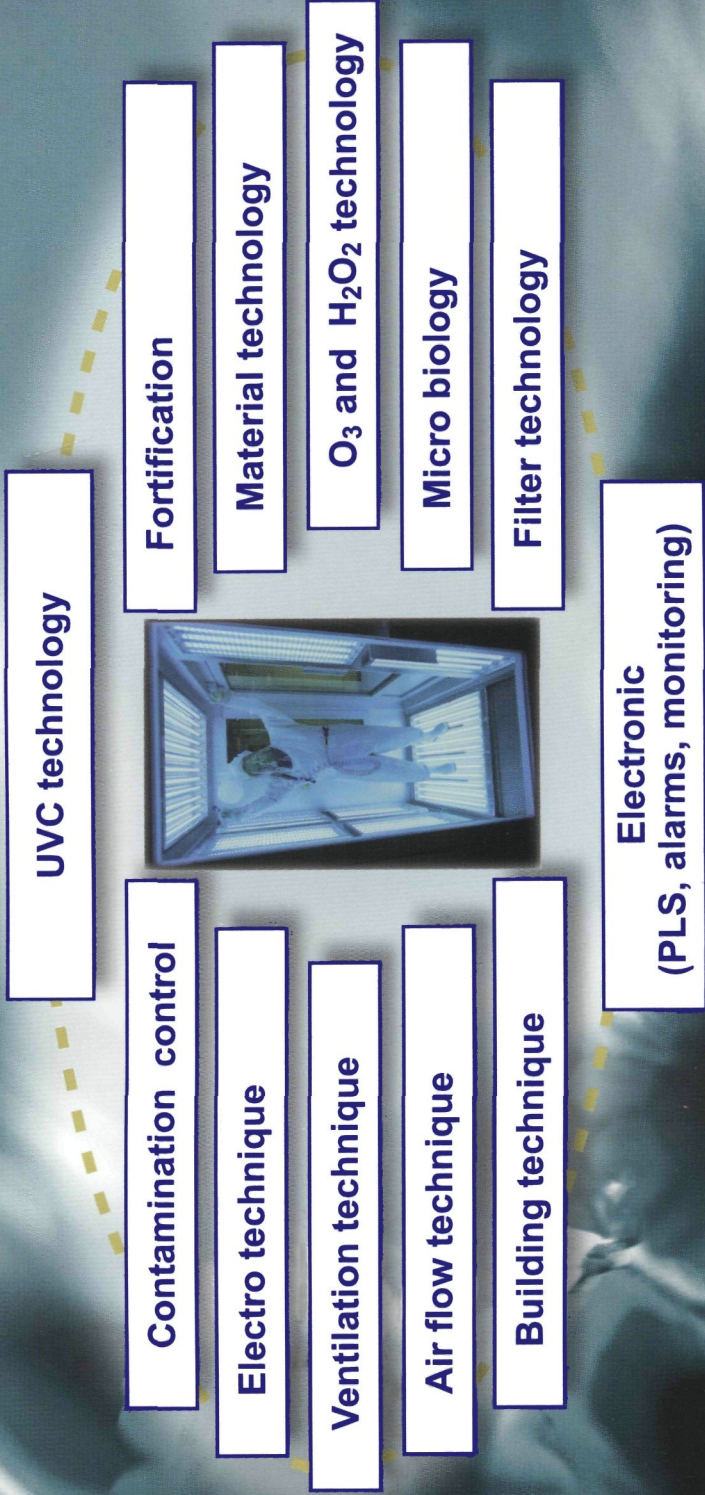 UVC technology
Contamination control
Electro technique
Ventilation technique
Air flow technique
Building technique
Fortification
Material technology
O₃ and H₂O₂ technology
Micro biology
Filter technology
Electronic
(PLS, alarms, monitoring)